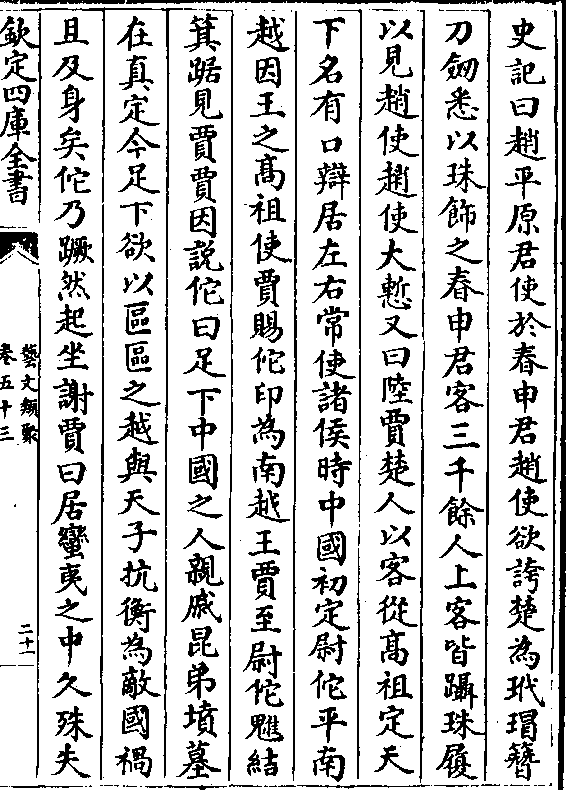 史記曰趙平原君使於春申君趙使欲誇楚為玳瑁簪
刀劒悉以珠飾之春申君客三千餘人上客皆躡珠履
以見趙使趙使大慙又曰陸賈楚人以客從高祖定天
下名有口辯居左右常使諸侯時中國初定尉佗平南
越因王之髙祖使賈賜佗印為南越王賈至尉佗魋結
箕踞見賈賈因説佗曰足下中國之人親戚昆弟墳墓
在真定今足下欲以區區之越與天子抗衡為敵國禍
且及身矣佗乃蹶然起坐謝賈曰居蠻夷之中久殊失
欽定四庫全書
藝文類聚
卷五十三
二十一